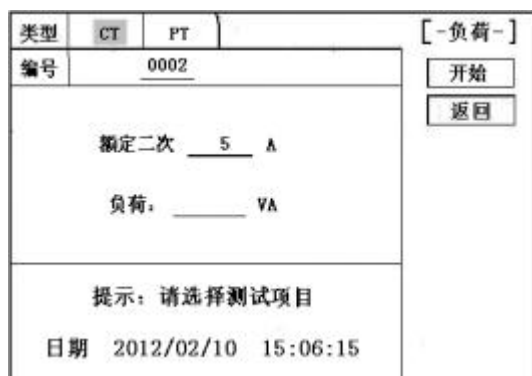 类型 CT PT [-负荷-]
编号 0002 开始
返回
额定二次 5 A
负荷： VA
提示：请选择测试项目
日期 2012/02/10 15:06:15